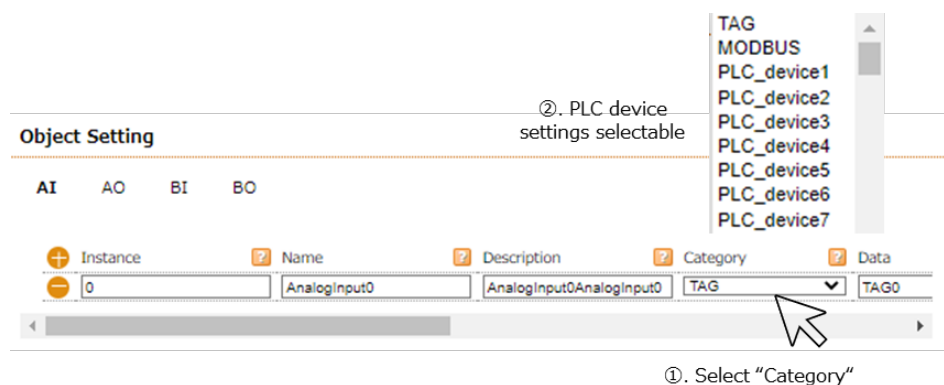 TAG
MODBUS
PLC_device1
PLC_device2
PLC_device3
PLC_device4
PLC_device5
PLC_device6
PLC_device7
②. PLC device
settings selectable
Object Setting
AI AO BI BO
Instance ? Name ? Description ? Category ? Data
0 AnalogInput0 AnalogInput0AnalogInput0 TAG TAG0
①. Select “Category“